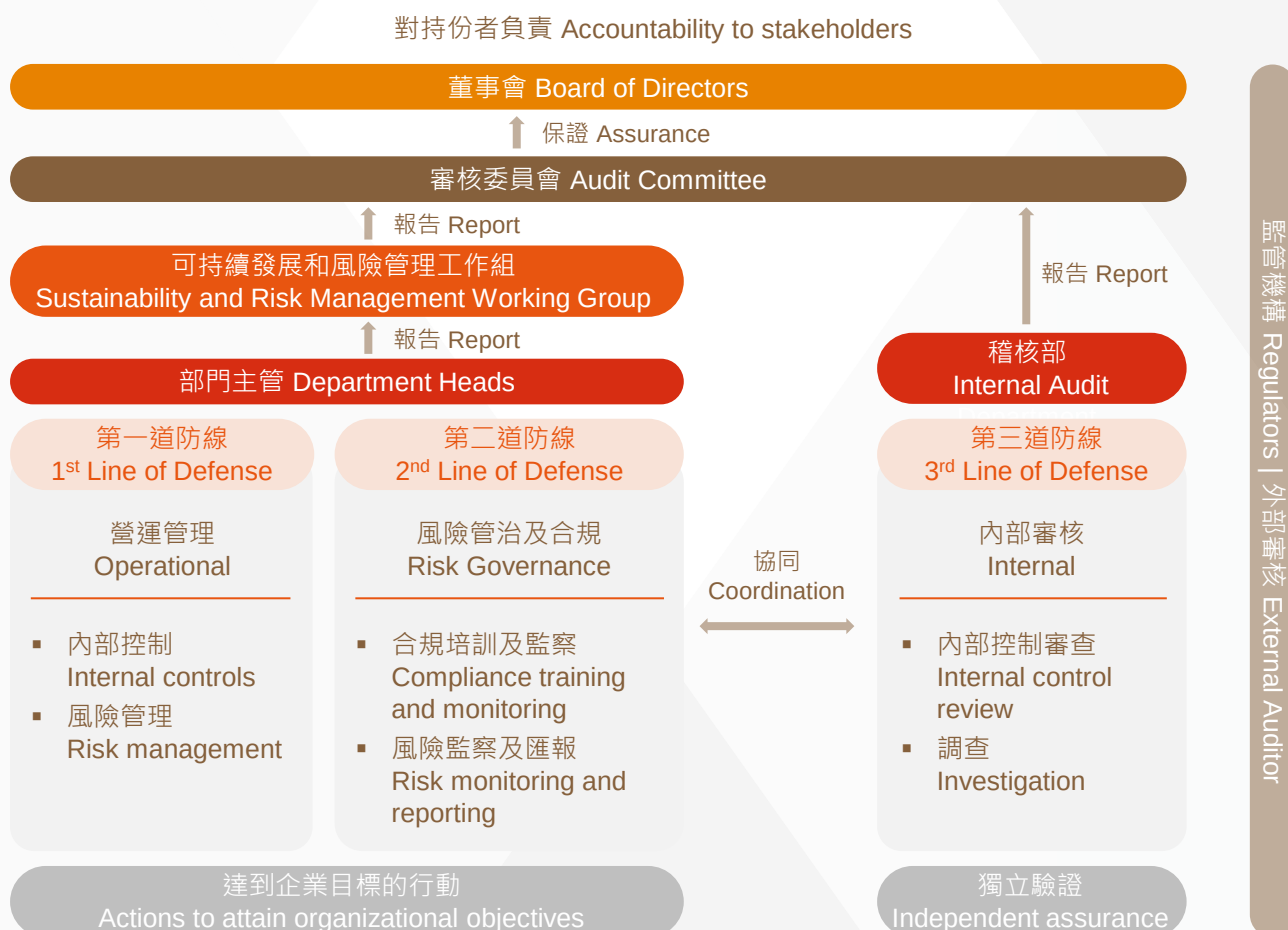 對持份者負責 Accountability to stakeholders
董事會 Board of Directors
保證 Assurance
審核委員會 Audit Committee
報告 Report
可持續發展和風險管理工作組
Sustainability and Risk Management Working Group
報告 Report
部門主管 Department Heads
報告 Report
稽核部
Internal Audit
第一道防線
1st Line of Defense
營運管理
Operational
內部控制
Internal controls
風險管理
Risk management
第二道防線
2nd Line of Defense
風險管治及合規
Risk Governance
合規培訓及監察
Compliance training
and monitoring
風險監察及匯報
Risk monitoring and
reporting
協同
Coordination
第三道防線
3rd Line of Defense
內部審核
Internal
內部控制審查
Internal control
review
調查
Investigation
達到企業目標的行動
Actions to attain organizational objectives
獨立驗證
Independent assurance
監管機構 Regulators | 外部審核 External Auditor